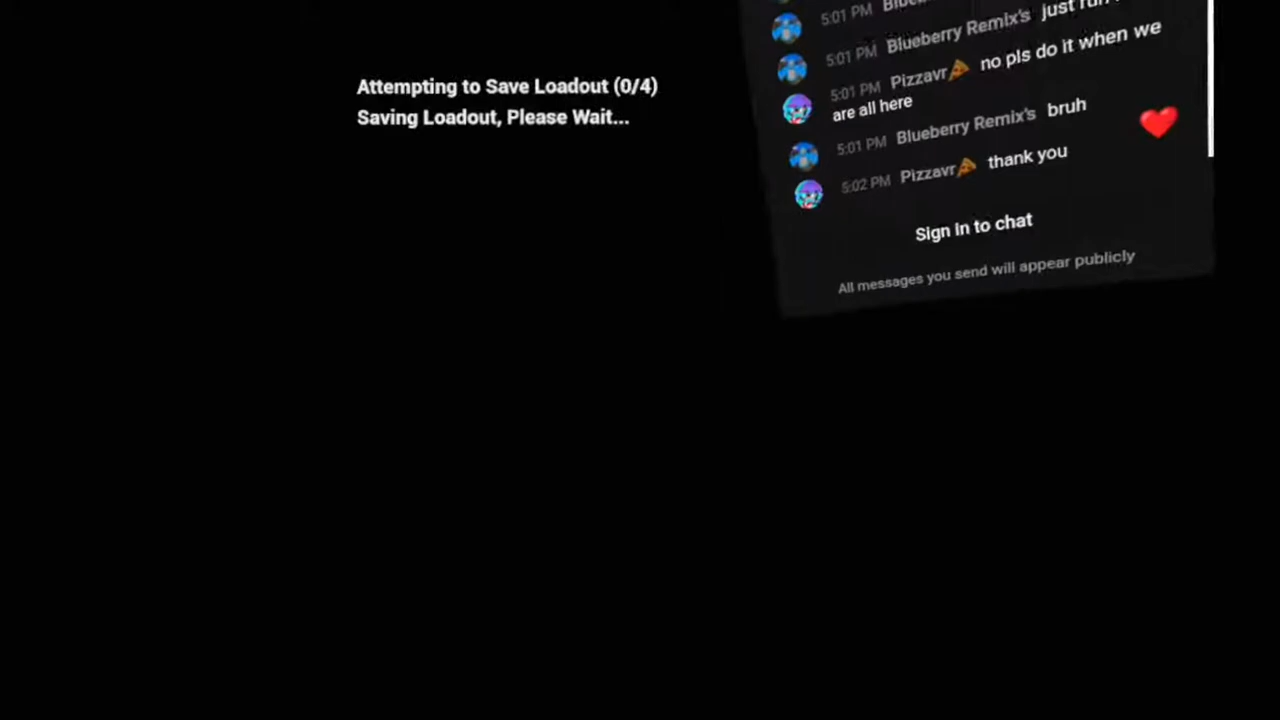 Attempting to Save Loadout (0/4)
Saving Loadout, Please Wait...
5:01 PM
5:01 PM Blueberry Remix's just
5:01 PM Pizzavr🍕 no pls do it when we
are all here
5:01 PM Blueberry Remix's bruh
5:02 PM Pizzavr🍕 thank you
Sign in to chat
All messages you send will appear publicly